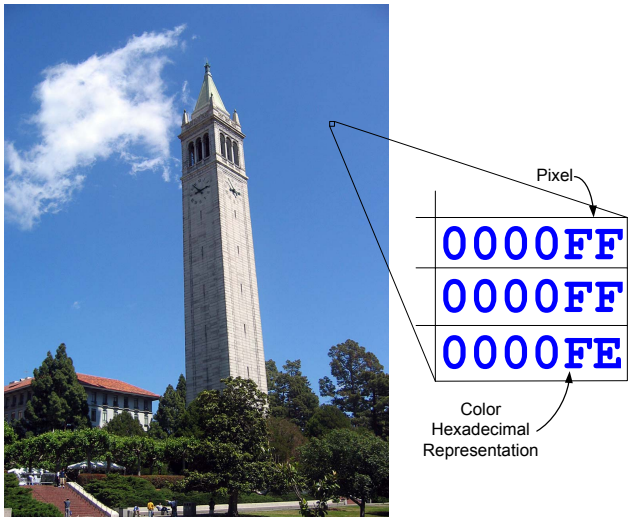 Pixel
0000FF
0000FF
0000FE
Color
Hexadecimal
Representation